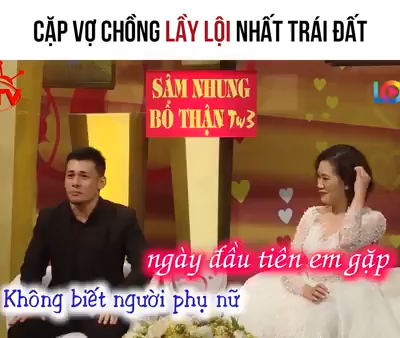 CẶP VỢ CHỒNG LẦY LỘI NHẤT TRÁI ĐẤT
TV
SÂM NHUNG
BỔ THẬN TW3
ngày đầu tiên em gặp
Không biết người phụ nữ